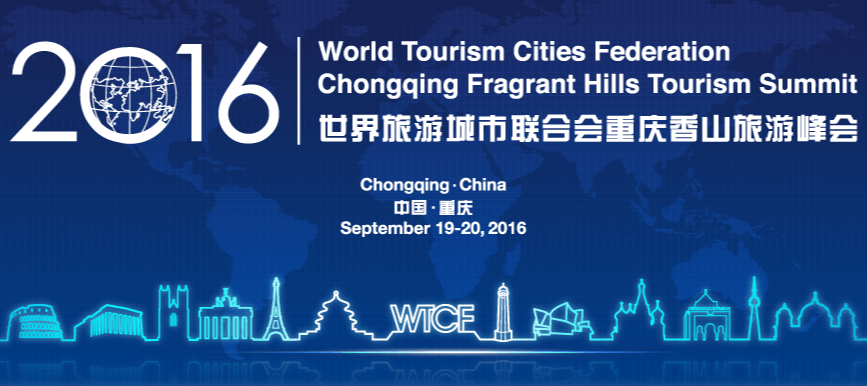 2016
World Tourism Cities Federation
Chongqing Fragrant Hills Tourism Summit
世界旅游城市联合会重庆香山旅游峰会
Chongqing·China
中国·重庆
September 19-20, 2016
WTCF